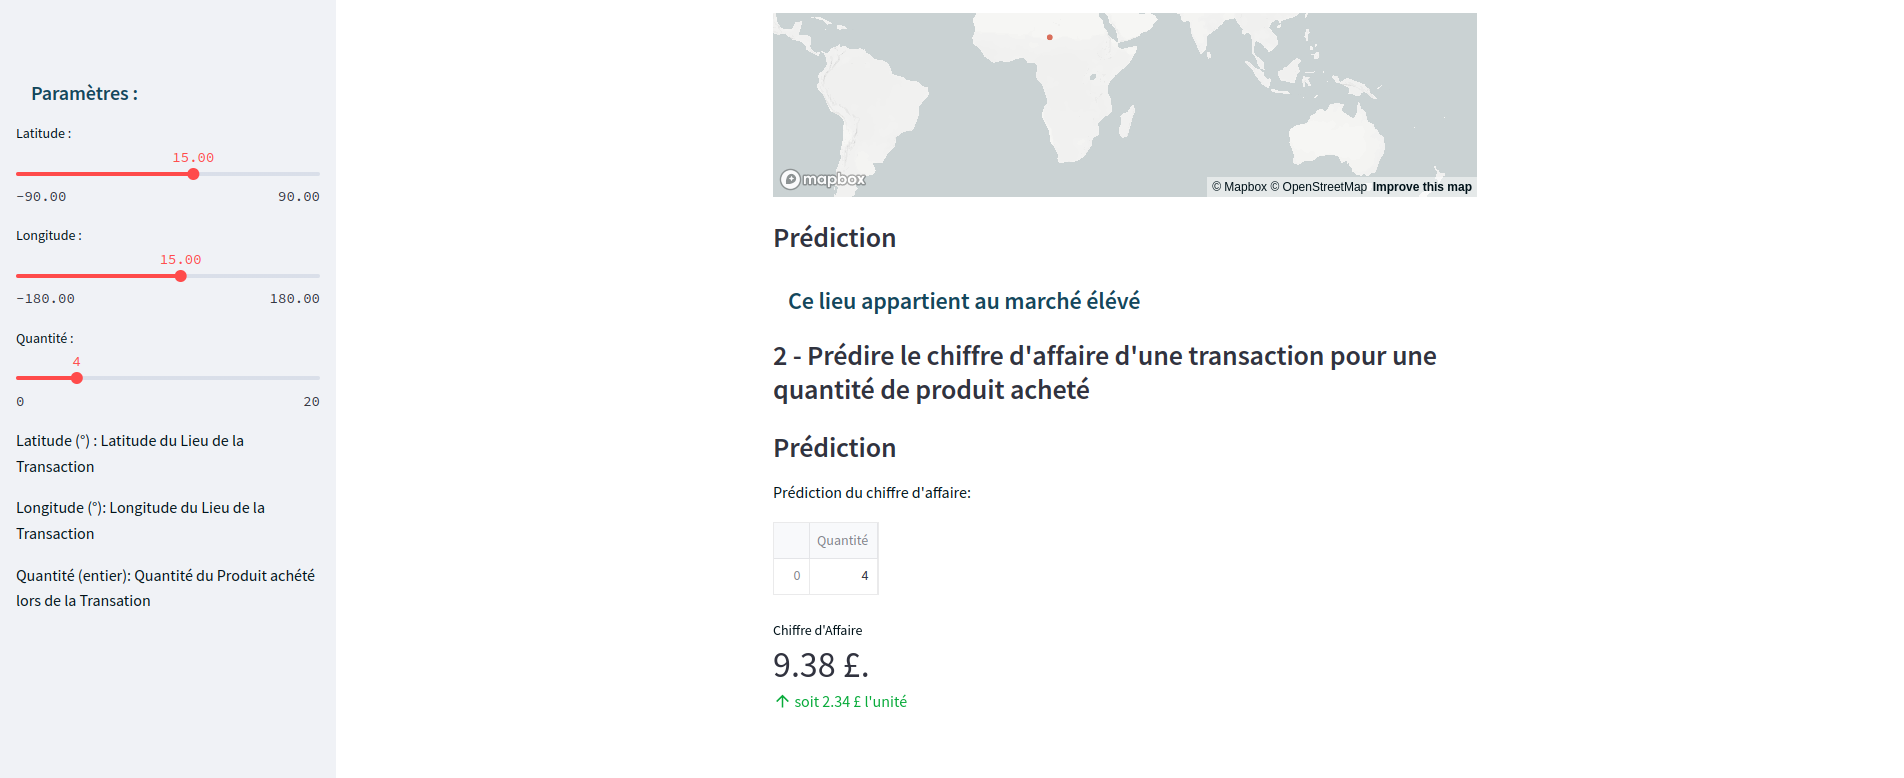 Paramètres :
Latitude :
15.00
-90.00 90.00
Longitude :
15.00
-180.00 180.00
Quantité :
4
0 20
Latitude (°) : Latitude du Lieu de la
Transaction
Longitude (°): Longitude du Lieu de la
Transaction
Quantité (entier): Quantité du Produit achété
lors de la Transation
mapbox
© Mapbox © OpenStreetMap Improve this map
Prédiction
Ce lieu appartient au marché élévé
2 - Prédire le chiffre d'affaire d'une transaction pour une
quantité de produit acheté
Prédiction
Prédiction du chiffre d'affaire:
Quantité
0 4
Chiffre d'Affaire
9.38 £.
soit 2.34 £ l'unité